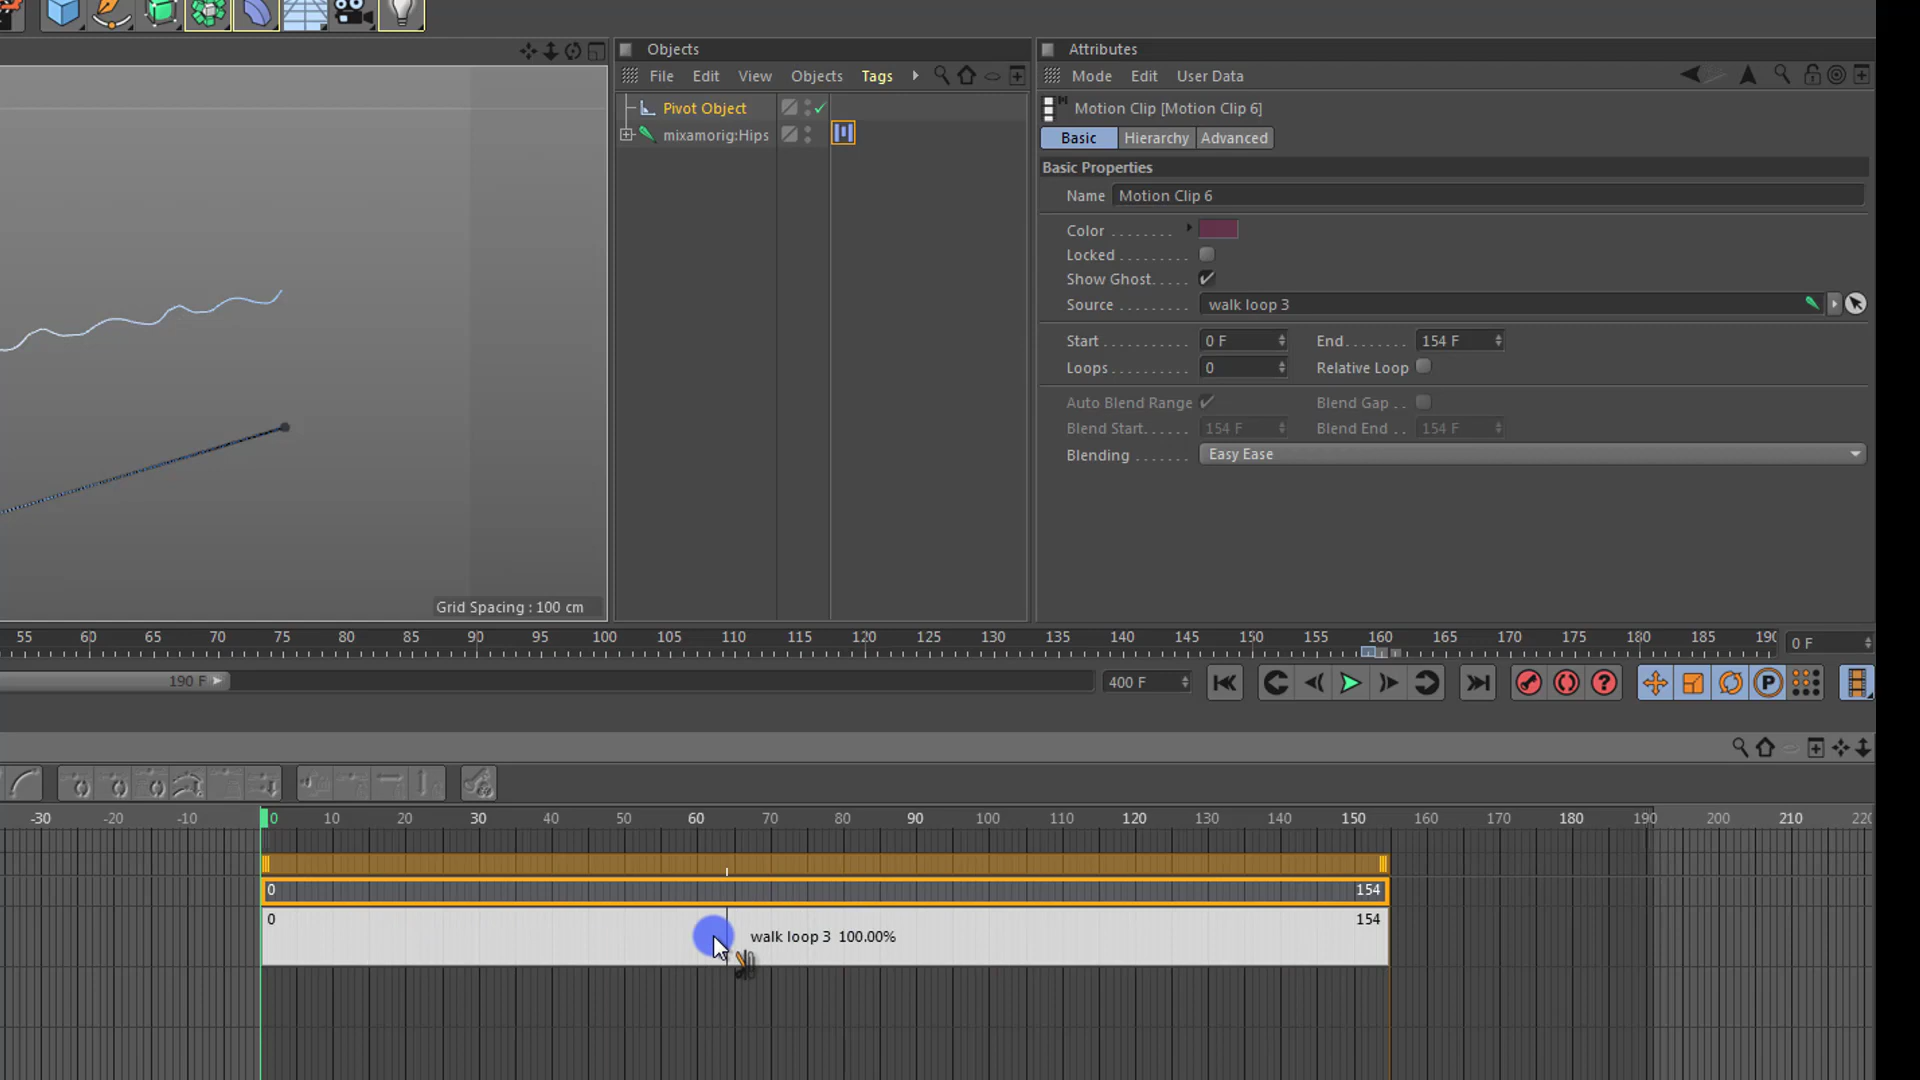 Objects
Attributes
File Edit View Objects Tags
Mode Edit User Data
Pivot Object
mixamorig:Hips
Motion Clip [Motion Clip 6]
Basic Hierarchy Advanced
Basic Properties
Name Motion Clip 6
Color . . . . . . .
Locked . . . . . . . . .
Show Ghost. . . . .
Source . . . . . . . . . walk loop 3
Start . . . . . . . . . . . 0 F End. . . . . . . . 154 F
Loops . . . . . . . . . . 0 Relative Loop
Auto Blend Range Blend Gap . .
Blend Start. . . . . . 154 F Blend End . . 154 F
Blending . . . . . . . Easy Ease
Grid Spacing : 100 cm
55 60 65 70 75 80 85 90 95 100 105 110 115 120 125 130 135 140 145 150 155 160 165 170 175 180 185 190 0 F
190 F 400 F P
-30 -20 -10 0 10 20 30 40 50 60 70 80 90 100 110 120 130 140 150 160 170 180 190 200 210 220
0 154
0 154
walk loop 3 100.00%